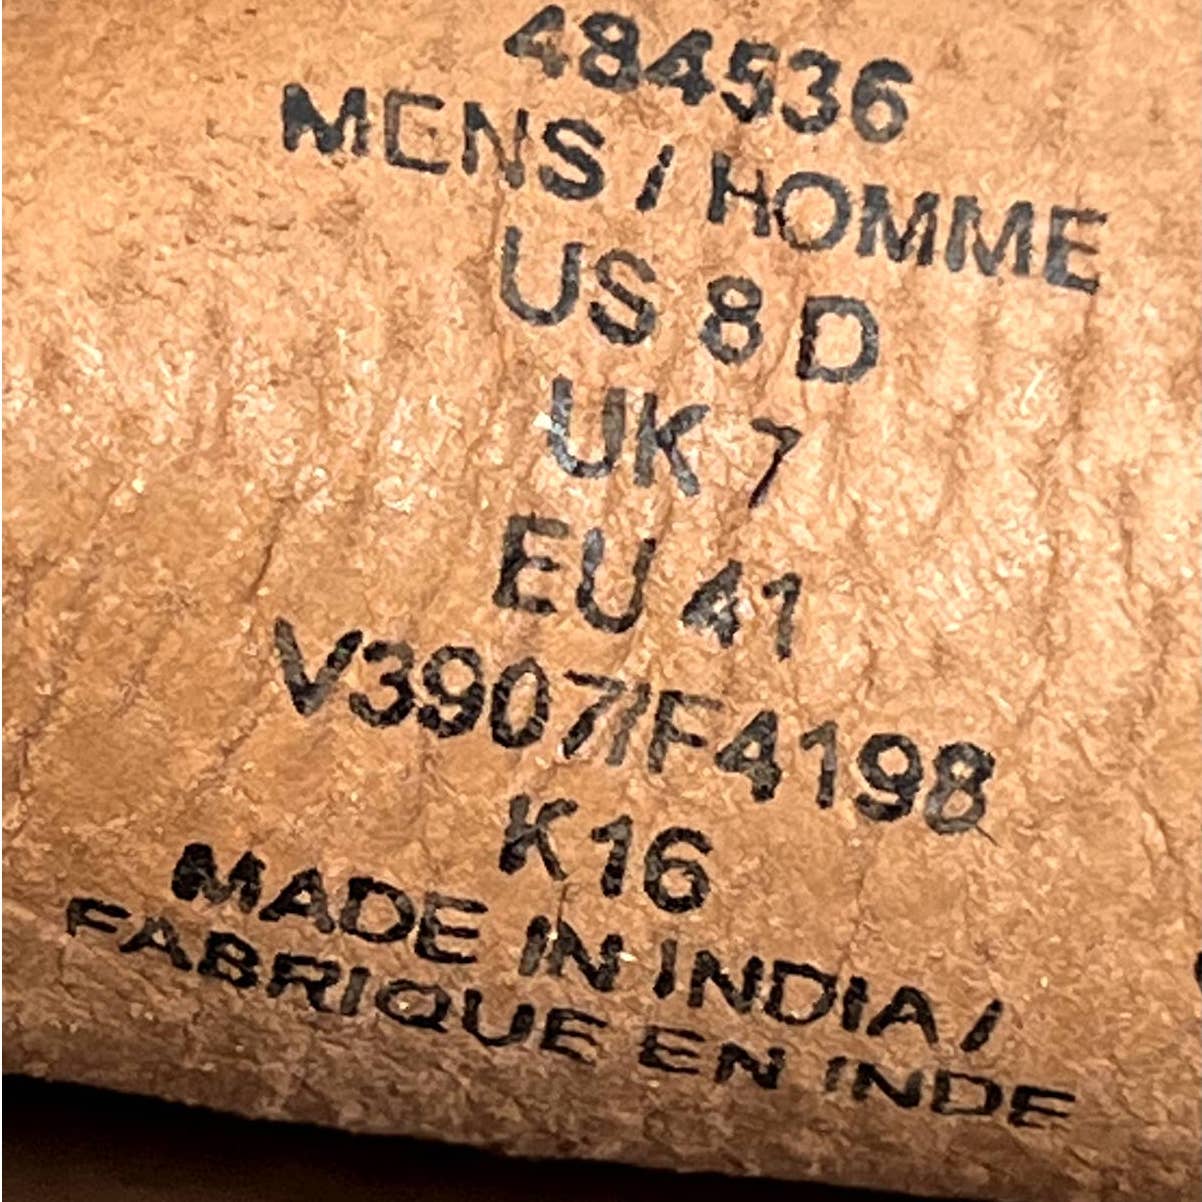 484536
MENS / HOMME
US 8 D
UK 7
EU 41
V3907/F4198
K16
MADE IN INDIA /
FABRIQUE EN INDE